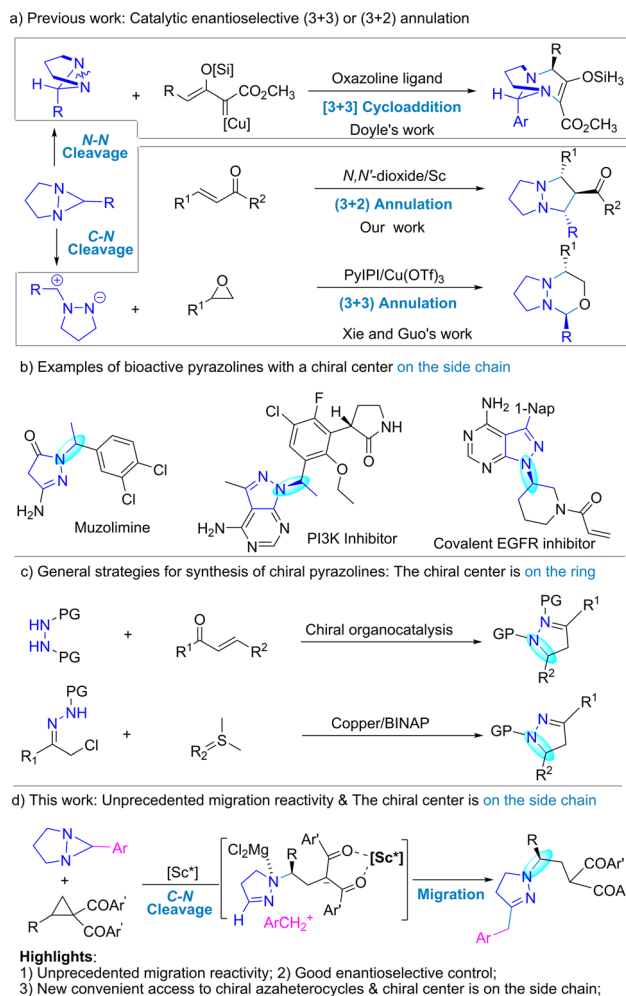 a) Previous work: Catalytic enantioselective (3+3) or (3+2) annulation
N
N
H
R
+
R
O[Si]
CO₂CH₃
[Cu]
Oxazoline ligand
[3+3] Cycloaddition
Doyle's work
R
OSiH₃
N
N
H
Ar
CO₂CH₃
N-N
Cleavage
N
N
R
C-N
Cleavage
R¹
O
R²
N,N'-dioxide/Sc
(3+2) Annulation
Our work
R¹
N
N
O
R²
R
R
⊕
N
N
⊖
+
R¹
O
PyIPI/Cu(OTf)₃
(3+3) Annulation
Xie and Guo's work
R¹
N
N
O
R
b) Examples of bioactive pyrazolines with a chiral center on the side chain
O
N
N
H₂N
Cl
Cl
Muzolimine
F
Cl
H
NH
O
O
N
N
H₂N
N
N
PI3K Inhibitor
NH₂
1-Nap
N
N
N
N
N
O
Covalent EGFR inhibitor
c) General strategies for synthesis of chiral pyrazolines: The chiral center is on the ring
PG
HN
HN
PG
+
O
R¹
R²
Chiral organocatalysis
PG
N
R¹
GP
N
R²
PG
NH
N
R₁
Cl
+
R₂
S
Copper/BINAP
N
R¹
GP
N
R²
d) This work: Unprecedented migration reactivity & The chiral center is on the side chain
N
N
Ar
+
R
COAr'
COAr'
[Sc*]
C-N
Cleavage
Cl₂Mg
R
Ar'
O
[Sc*]
O
Ar'
N
N
H
ArCH₂⁺
Migration
R
COAr'
COA
N
N
Ar
Highlights:
1) Unprecedented migration reactivity; 2) Good enantioselective control;
3) New convenient access to chiral azaheterocycles & chiral center is on the side chain;